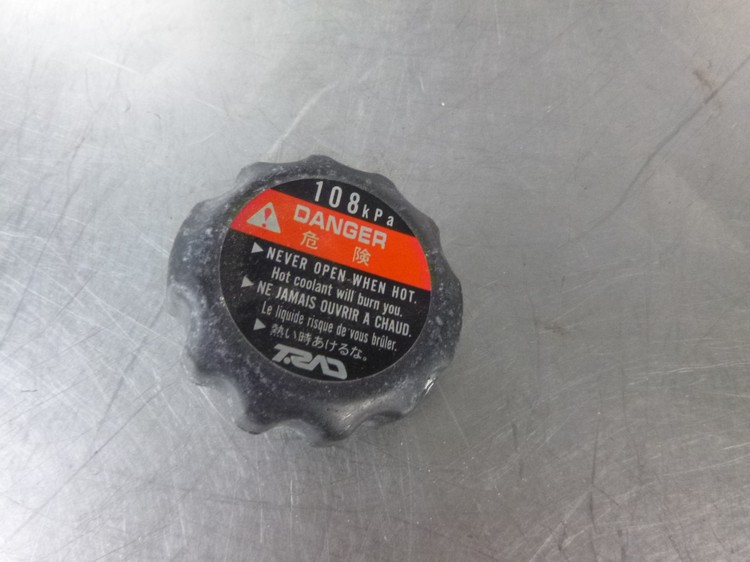 108kPa
DANGER
危険
▶NEVER OPEN WHEN HOT.
Hot coolant will burn you.
▶NE JAMAIS OUVRIR À CHAUD.
Le liquide risque de vous brûler.
▶熱い時あけるな。
T.RAD